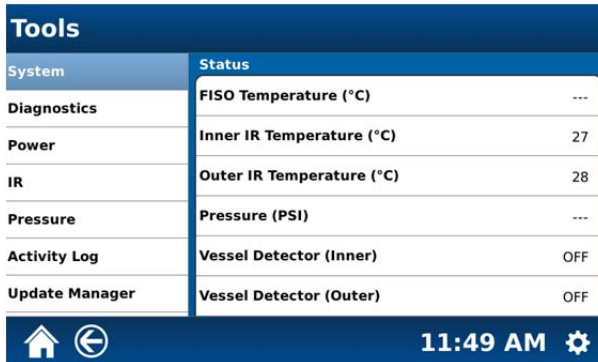 Tools
System
Diagnostics
Power
IR
Pressure
Activity Log
Update Manager
Status
FISO Temperature (°C) ---
Inner IR Temperature (°C) 27
Outer IR Temperature (°C) 28
Pressure (PSI) ---
Vessel Detector (Inner) OFF
Vessel Detector (Outer) OFF
11:49 AM